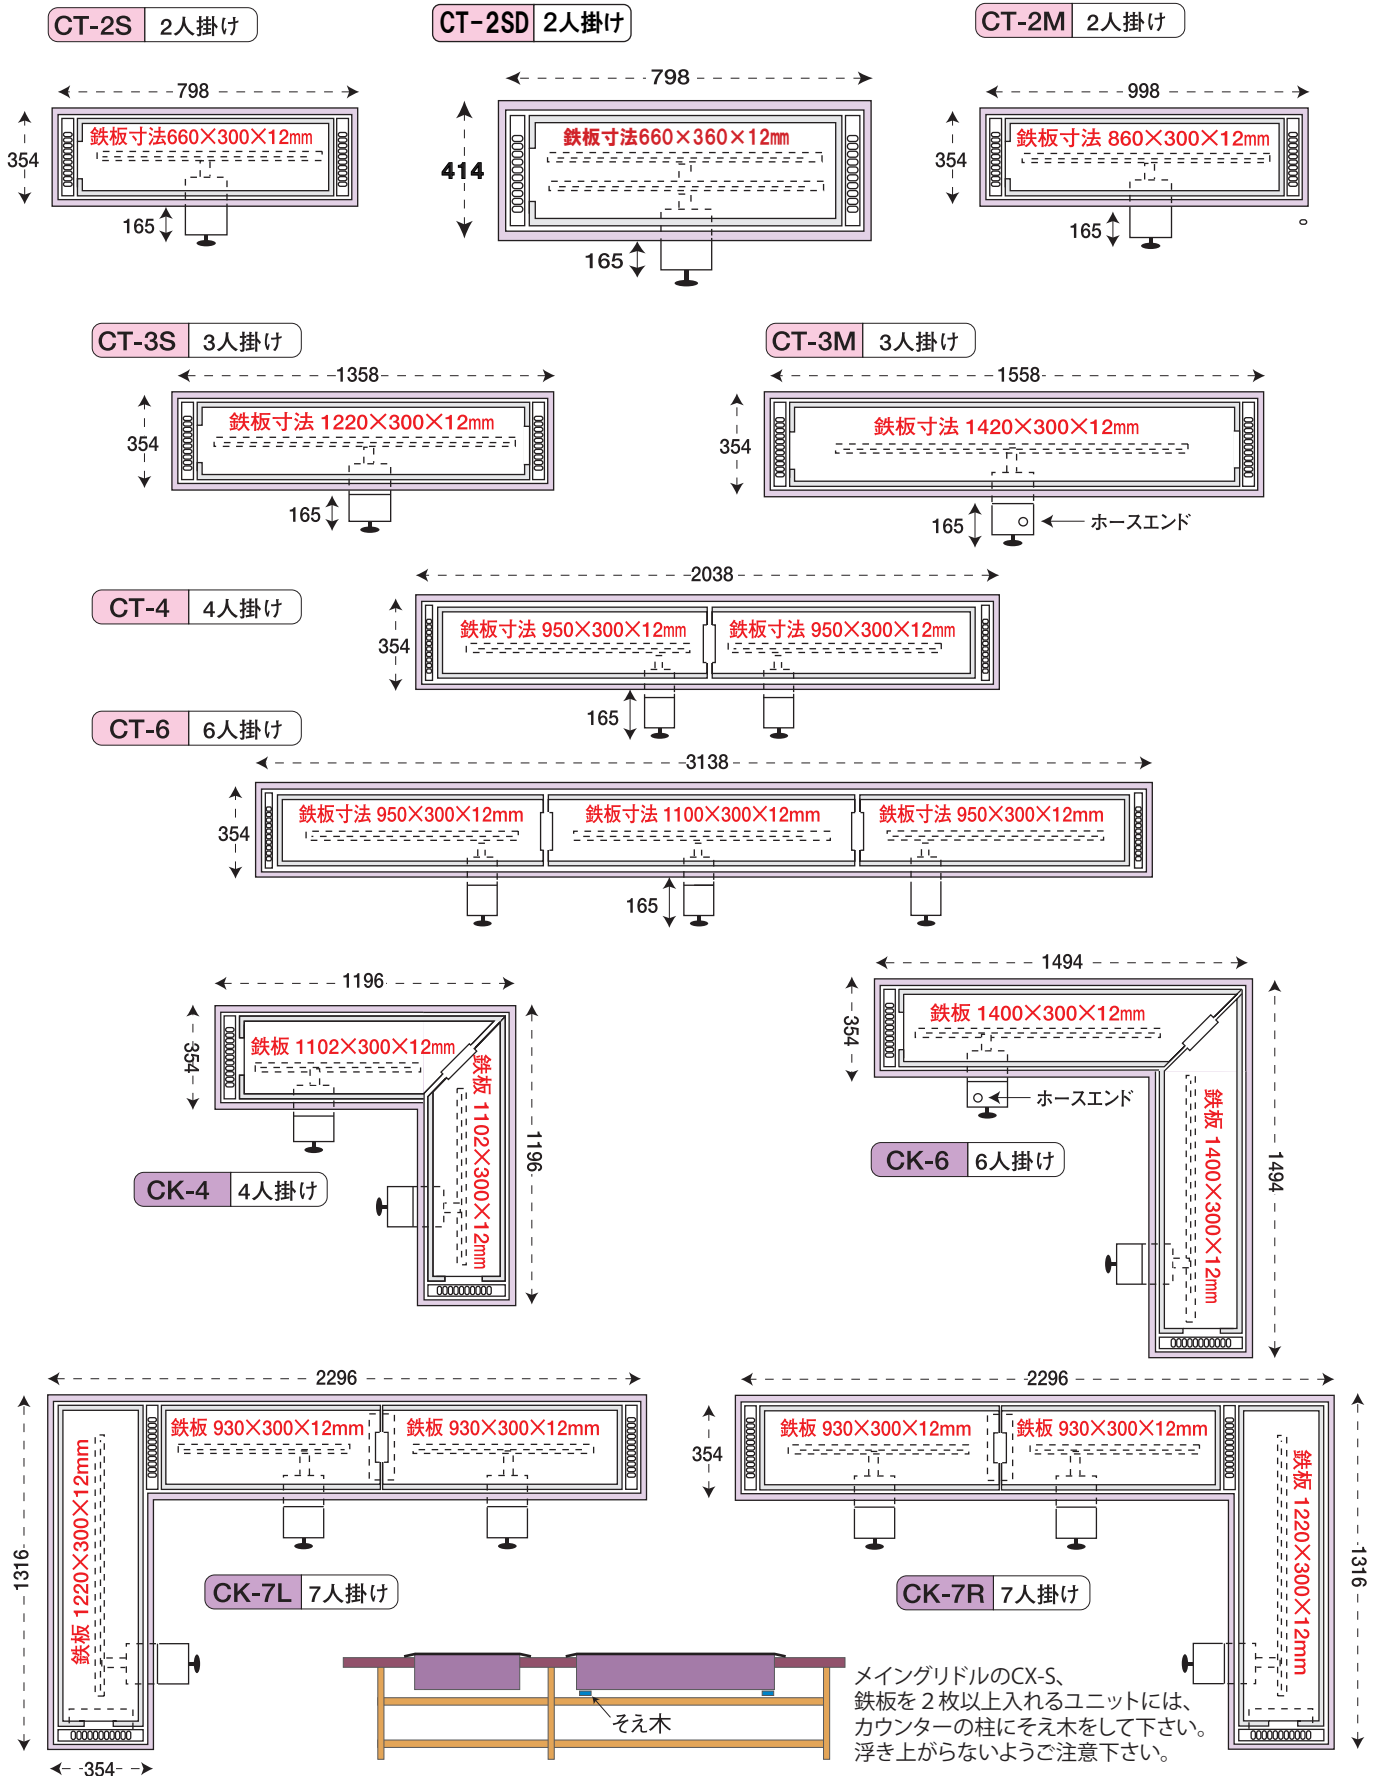 CT-2S 2人掛け
CT-2SD 2人掛け
CT-2M 2人掛け
798
798
998
鉄板寸法660×300×12mm
354
165
鉄板寸法660×360×12mm
414
165
鉄板寸法 860×300×12mm
354
165
CT-3S 3人掛け
CT-3M 3人掛け
1358
1558
鉄板寸法 1220×300×12mm
354
165
鉄板寸法 1420×300×12mm
354
165
ホースエンド
CT-4 4人掛け
2038
鉄板寸法 950×300×12mm
鉄板寸法 950×300×12mm
354
165
CT-6 6人掛け
3138
鉄板寸法 950×300×12mm
鉄板寸法 1100×300×12mm
鉄板寸法 950×300×12mm
354
165
1196
354
鉄板 1102×300×12mm
鉄板 1102×300×12mm
1196
CK-4 4人掛け
1494
354
鉄板 1400×300×12mm
ホースエンド
鉄板 1400×300×12mm
1494
CK-6 6人掛け
2296
鉄板 930×300×12mm
鉄板 930×300×12mm
鉄板 1220×300×12mm
1316
354
CK-7L 7人掛け
2296
鉄板 930×300×12mm
鉄板 930×300×12mm
354
鉄板 1220×300×12mm
1316
CK-7R 7人掛け
そえ木
メイングリドルのCX-S、
鉄板を２枚以上入れるユニットには、
カウンターの柱にそえ木をして下さい。
浮き上がらないようご注意下さい。